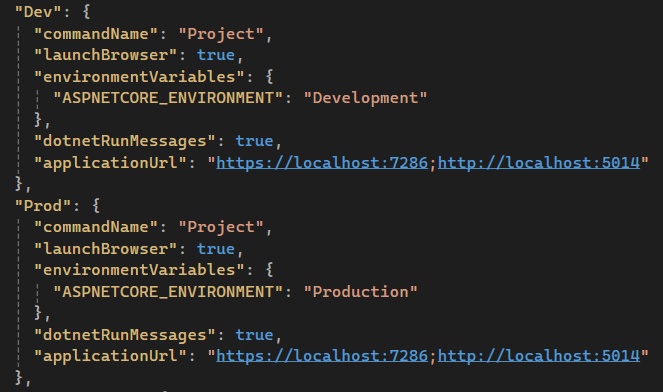 "Dev": {
"commandName": "Project",
"launchBrowser": true,
"environmentVariables": {
"ASPNETCORE_ENVIRONMENT": "Development"
},
"dotnetRunMessages": true,
"applicationUrl": "https://localhost:7286;http://localhost:5014"
},
"Prod": {
"commandName": "Project",
"launchBrowser": true,
"environmentVariables": {
"ASPNETCORE_ENVIRONMENT": "Production"
},
"dotnetRunMessages": true,
"applicationUrl": "https://localhost:7286;http://localhost:5014"
},